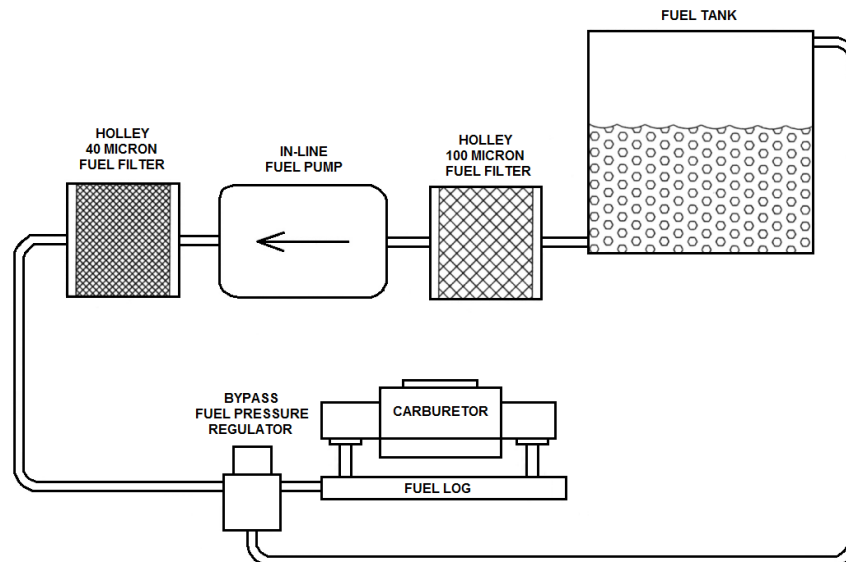 FUEL TANK
HOLLEY
40 MICRON
FUEL FILTER
IN-LINE
FUEL PUMP
HOLLEY
100 MICRON
FUEL FILTER
BYPASS
FUEL PRESSURE
REGULATOR
CARBURETOR
FUEL LOG